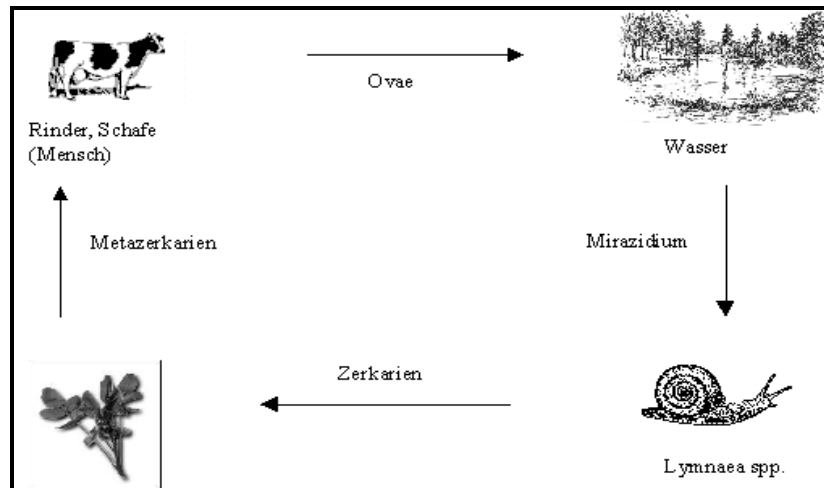 Ovae
Rinder, Schafe
(Mensch)
Wasser
Metazerkarien
Mirazidium
Zerkarien
Lymnaea spp.